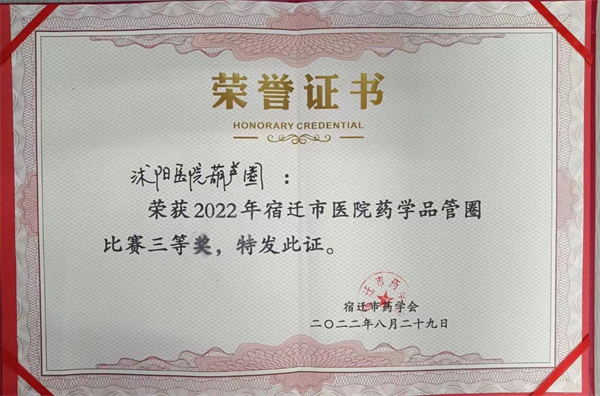 荣誉证书
HONORARY CREDENTIAL
沭阳医院葫芦圈：
荣获2022年宿迁市医院药学品管圈
比赛三等奖，特发此证。
宿迁市药学会
二〇二二年八月二十九日